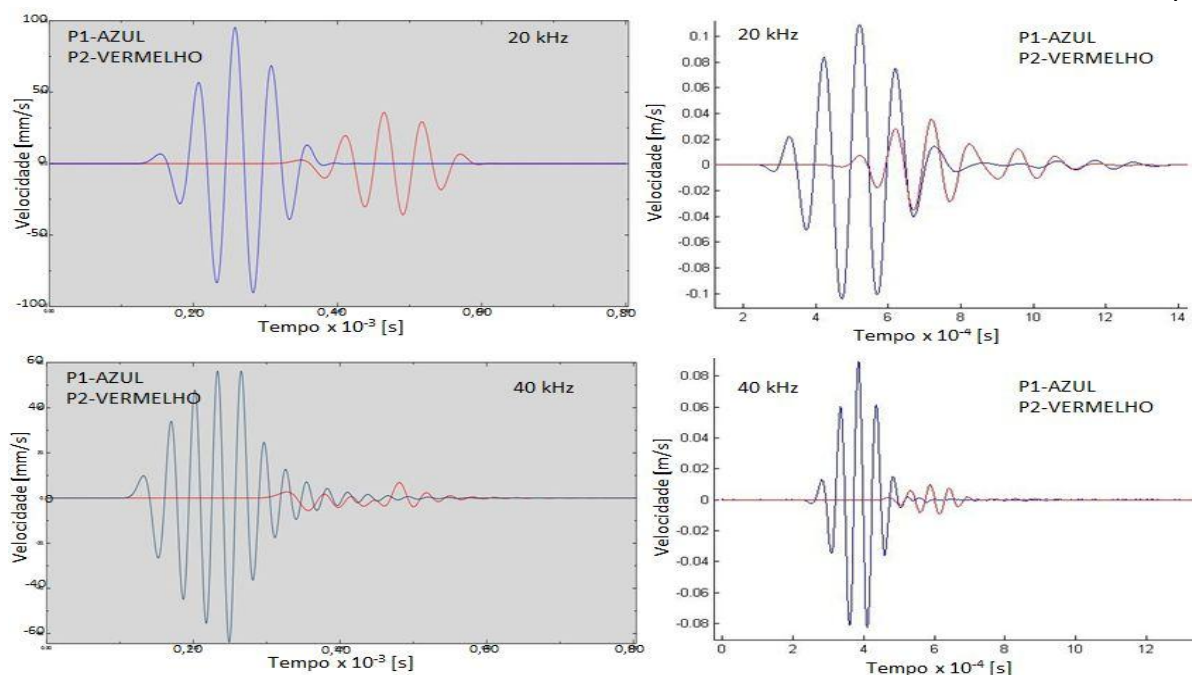 P1-AZUL
P2-VERMELHO
20 kHz
100
50
0
-50
-100
Velocidade [mm/s]
0,20
0,40
0,60
0,80
Tempo x 10-3 [s]
20 kHz
P1-AZUL
P2-VERMELHO
0.1
0.08
0.06
0.04
0.02
0
-0.02
-0.04
-0.06
-0.08
-0.1
Velocidade [m/s]
2
4
6
8
10
12
14
Tempo x 10-4 [s]
P1-AZUL
P2-VERMELHO
40 kHz
60
40
0
-40
-60
Velocidade [mm/s]
0,20
0,40
0,60
0,80
Tempo x 10-3 [s]
40 kHz
P1-AZUL
P2-VERMELHO
0.08
0.06
0.04
0.02
0
-0.02
-0.04
-0.06
-0.08
Velocidade [m/s]
0
2
4
6
8
10
12
Tempo x 10-4 [s]